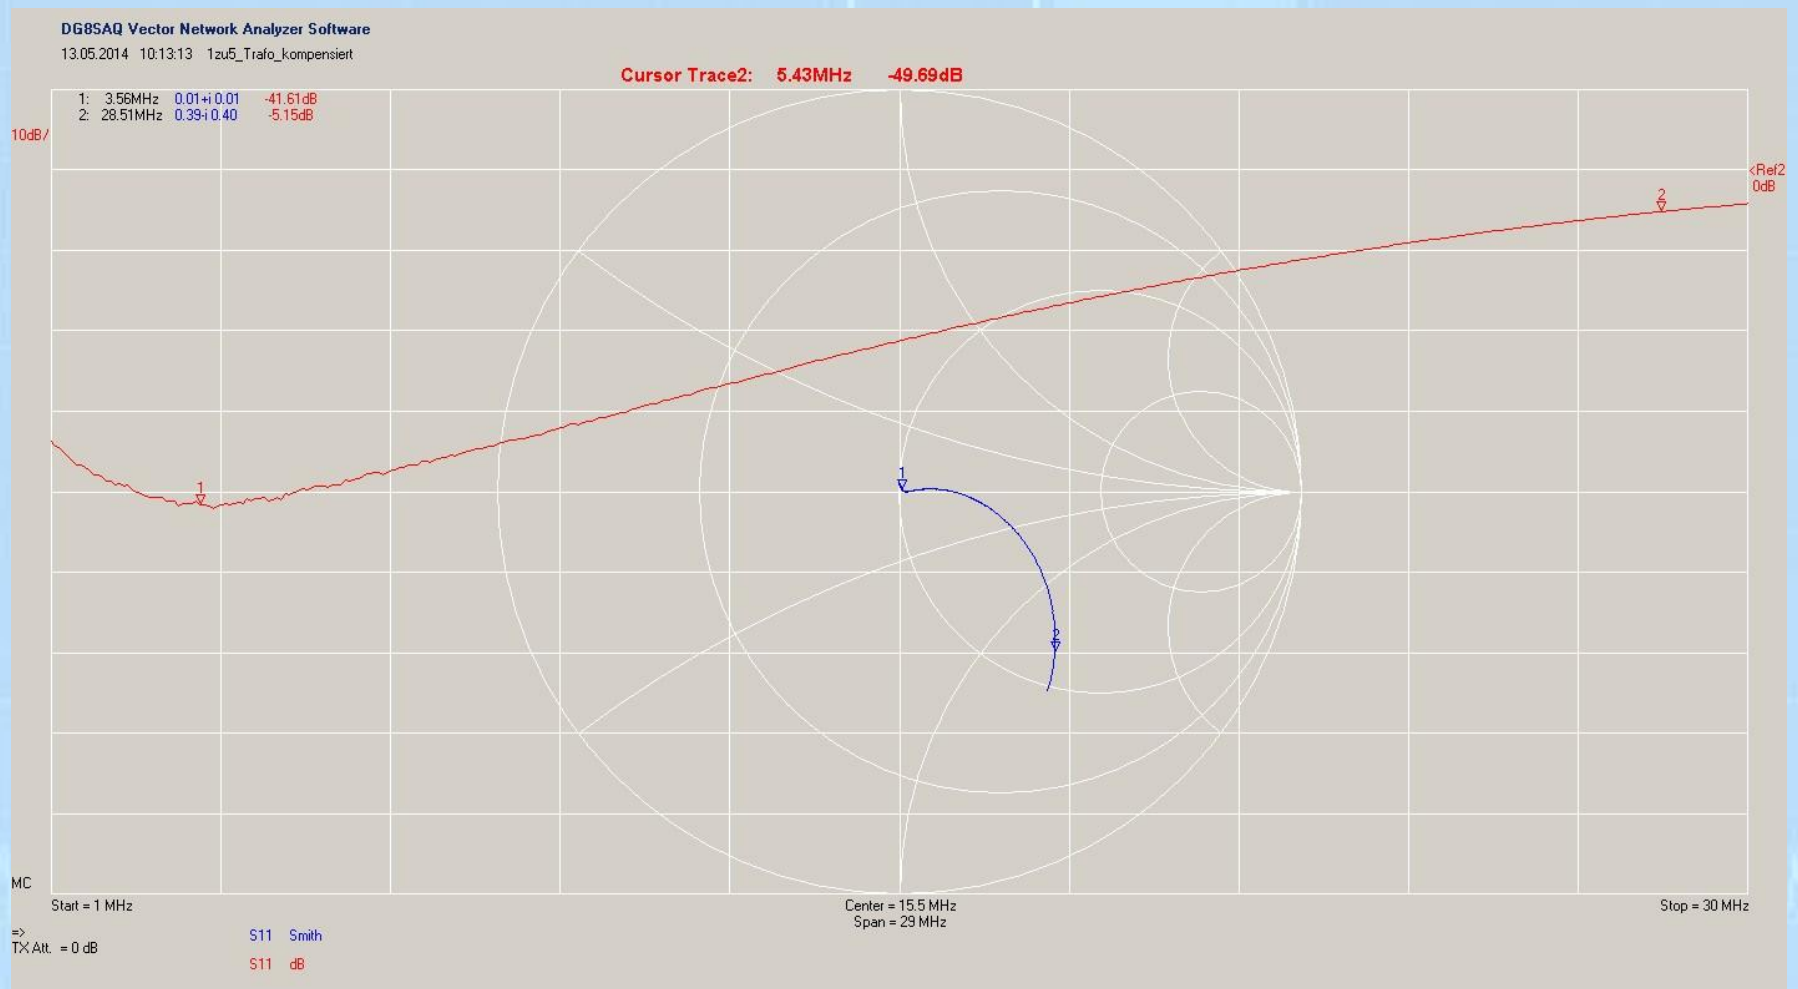 DG8SAQ Vector Network Analyzer Software
13.05.2014 10:13:13 1zu5_Trafo_kompensiert
Cursor Trace2: 5.43MHz -49.69dB
1: 3.56MHz 0.01+i 0.01 -41.61dB
2: 28.51MHz 0.39-i 0.40 -5.15dB
10dB/
<Ref2
0dB
2
1
1
2
MC
Start = 1 MHz
Center = 15.5 MHz
Stop = 30 MHz
Span = 29 MHz
=>
TX Att. = 0 dB
S11 Smith
S11 dB